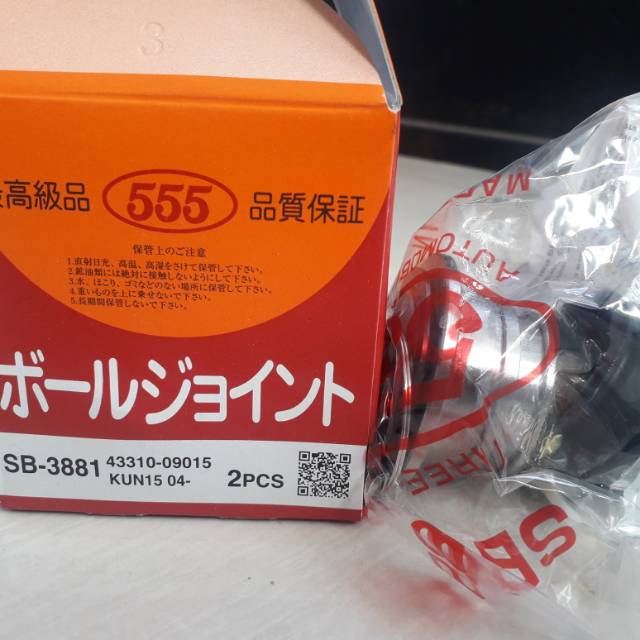 3
最高級品 555 品質保証
保管上のご注意
1.直射日光、高温、高湿をさけて保管して下さい。
2.鉱油類には絶対に接触しないようにして下さい。
3.水、ほこり、ゴミなどのない場所に保管して下さい。
4.重いものを上に乗せないで下さい。
5.長期間保管しないで下さい。
ボールジョイント
SB-3881 43310-09015
KUN15 04-
2PCS
MAR
AUTOMO
THREE